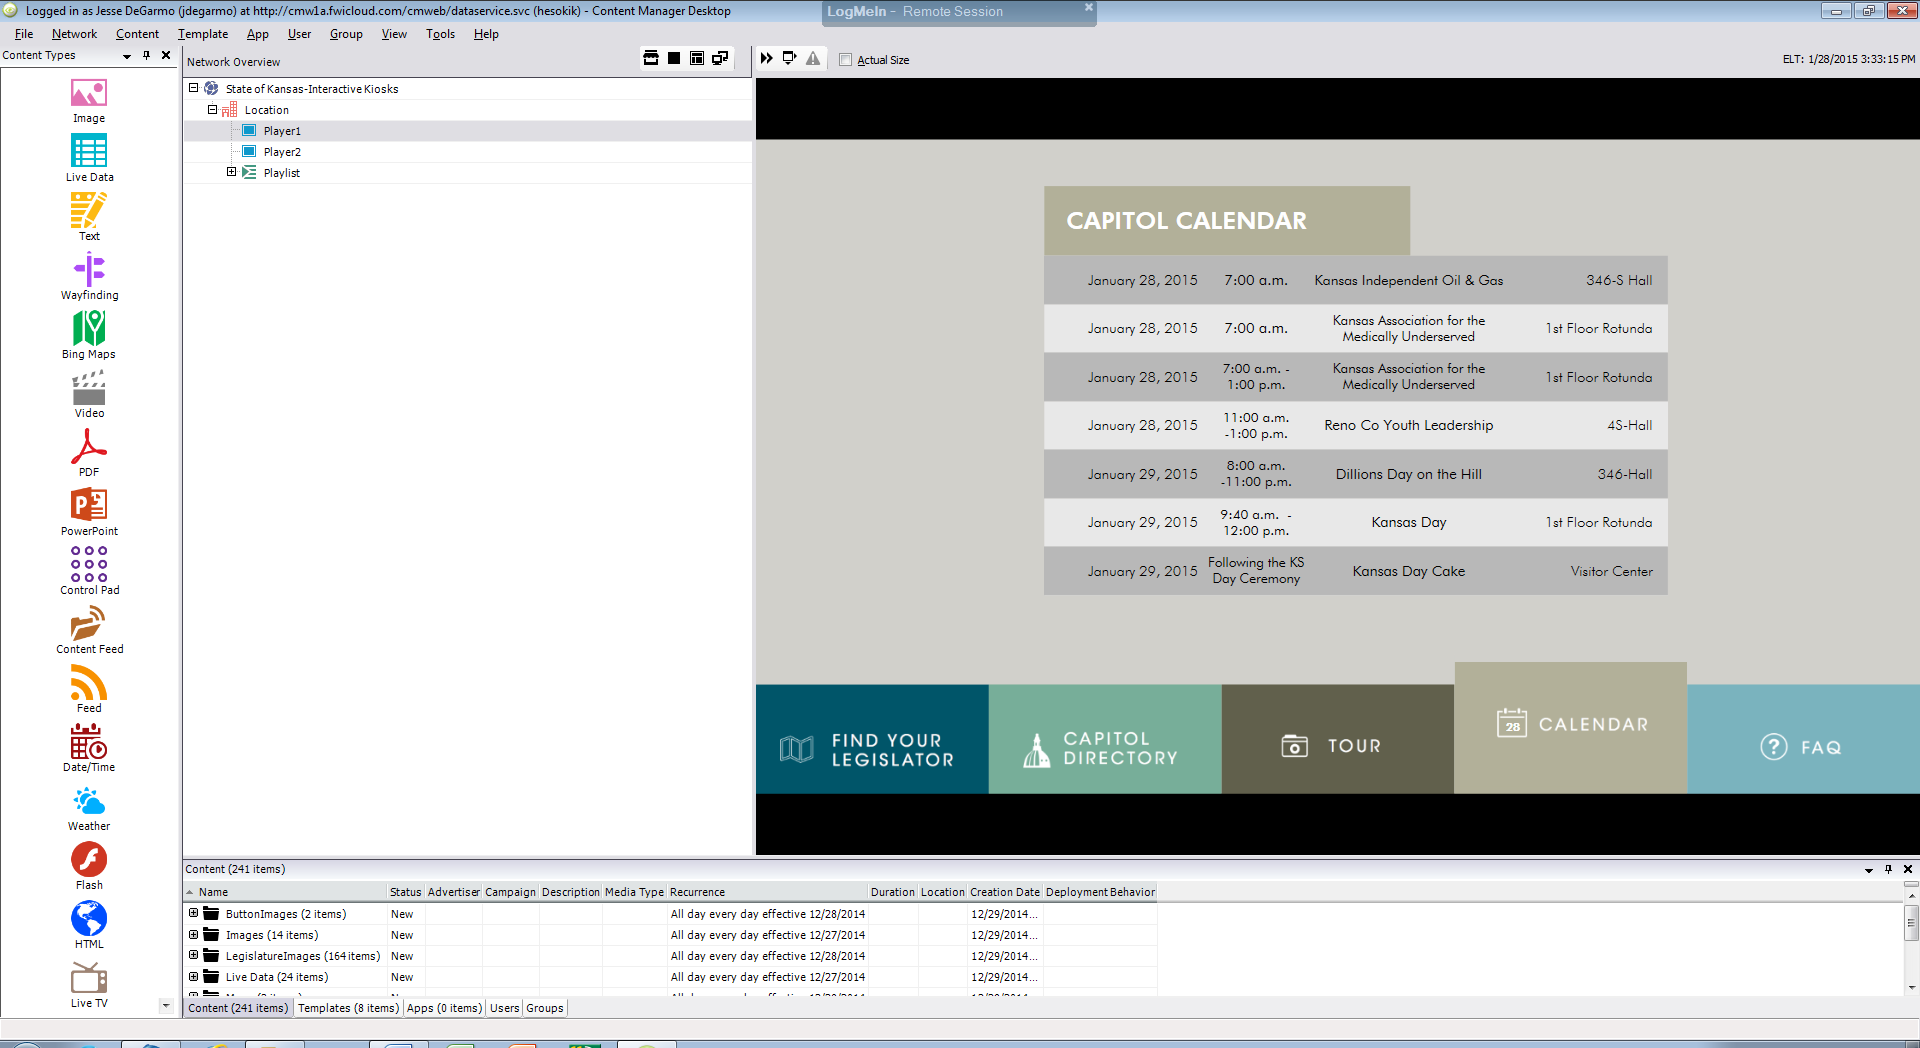 Logged in as Jesse DeGarmo (jdegarmo) at http://cmw1a.fwicloud.com/cmweb/dataservice.svc (hesokik) - Content Manager Desktop
LogMeIn - Remote Session
File Network Content Template App User Group View Tools Help
Content Types
Network Overview
Actual Size
ELT: 1/28/2015 3:33:15 PM
Image
Live Data
Text
Wayfinding
Bing Maps
Video
PDF
PowerPoint
Control Pad
Content Feed
Feed
Date/Time
Weather
Flash
HTML
Live TV
State of Kansas-Interactive Kiosks
Location
Player1
Player2
Playlist
CAPITOL CALENDAR
January 28, 2015 7:00 a.m. Kansas Independent Oil & Gas 346-S Hall
January 28, 2015 7:00 a.m. Kansas Association for the
Medically Underserved 1st Floor Rotunda
January 28, 2015 7:00 a.m. -
1:00 p.m. Kansas Association for the
Medically Underserved 1st Floor Rotunda
January 28, 2015 11:00 a.m.
-1:00 p.m. Reno Co Youth Leadership 4S-Hall
January 29, 2015 8:00 a.m.
-11:00 p.m. Dillions Day on the Hill 346-Hall
January 29, 2015 9:40 a.m. -
12:00 p.m. Kansas Day 1st Floor Rotunda
January 29, 2015 Following the KS
Day Ceremony Kansas Day Cake Visitor Center
FIND YOUR
LEGISLATOR
CAPITOL
DIRECTORY
TOUR
28 CALENDAR
? FAQ
Content (241 items)
Name Status Advertiser Campaign Description Media Type Recurrence Duration Location Creation Date Deployment Behavior
ButtonImages (2 items) New All day every day effective 12/28/2014 12/29/2014...
Images (14 items) New All day every day effective 12/27/2014 12/29/2014...
LegislatureImages (164 items) New All day every day effective 12/28/2014 12/29/2014...
Live Data (24 items) New All day every day effective 12/27/2014 12/29/2014...
Content (241 items) Templates (8 items) Apps (0 items) Users Groups